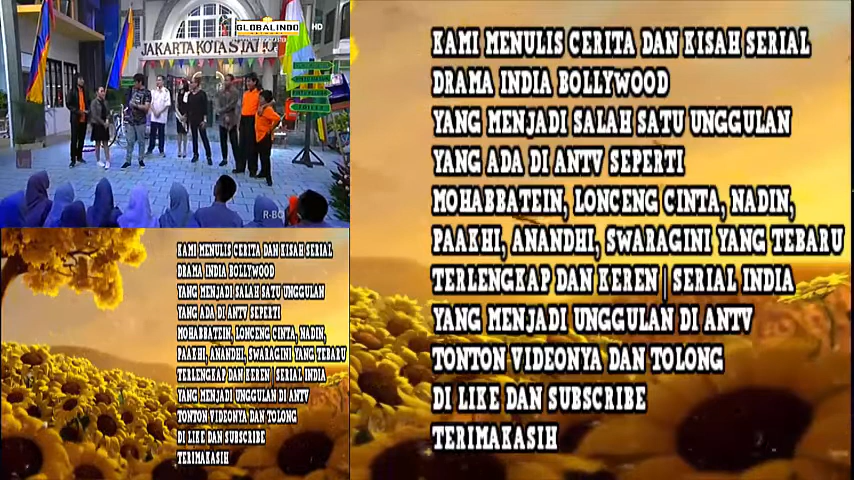 GLOBALINDO
HD
JAKARTA KOTA STATION
R-BO
KAMI MENULIS CERITA DAN KISAH SERIAL
DRAMA INDIA BOLLYWOOD
YANG MENJADI SALAH SATU UNGGULAN
YANG ADA DI ANTV SEPERTI
MOHABBATEIN, LONCENG CINTA, NADIN,
PAAKHI, ANANDHI, SWARAGINI YANG TEBARU
TERLENGKAP DAN KEREN | SERIAL INDIA
YANG MENJADI UNGGULAN DI ANTV
TONTON VIDEONYA DAN TOLONG
DI LIKE DAN SUBSCRIBE
TERIMAKASIH
KAMI MENULIS CERITA DAN KISAH SERIAL
DRAMA INDIA BOLLYWOOD
YANG MENJADI SALAH SATU UNGGULAN
YANG ADA DI ANTV SEPERTI
MOHABBATEIN, LONCENG CINTA, NADIN,
PAAKHI, ANANDHI, SWARAGINI YANG TEBARU
TERLENGKAP DAN KEREN | SERIAL INDIA
YANG MENJADI UNGGULAN DI ANTV
TONTON VIDEONYA DAN TOLONG
DI LIKE DAN SUBSCRIBE
TERIMAKASIH